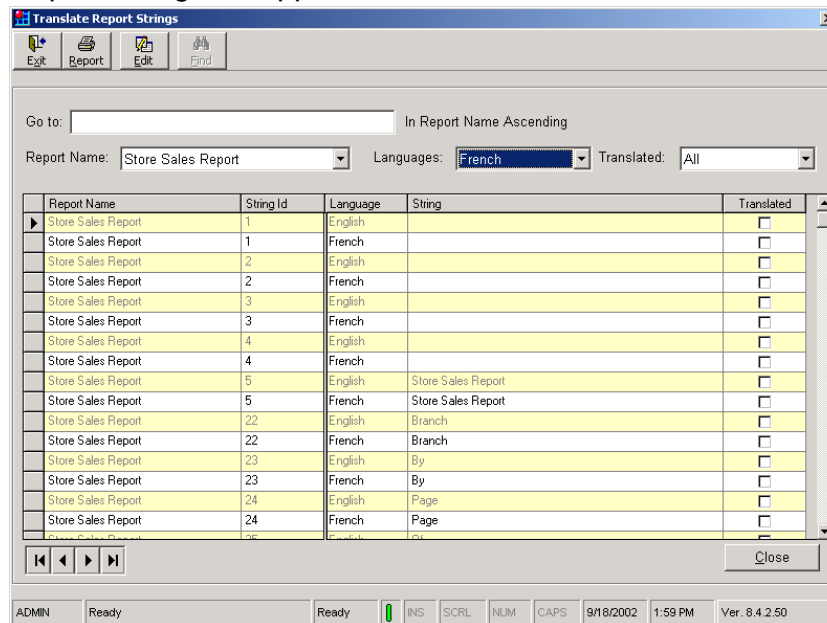 Translate Report Strings
Exit Report Edit Find
Go to: In Report Name Ascending
Report Name: Store Sales Report Languages: French Translated: All
Report Name String Id Language String Translated
Store Sales Report 1 English
Store Sales Report 1 French
Store Sales Report 2 English
Store Sales Report 2 French
Store Sales Report 3 English
Store Sales Report 3 French
Store Sales Report 4 English
Store Sales Report 4 French
Store Sales Report 5 English Store Sales Report
Store Sales Report 5 French Store Sales Report
Store Sales Report 22 English Branch
Store Sales Report 22 French Branch
Store Sales Report 23 English By
Store Sales Report 23 French By
Store Sales Report 24 English Page
Store Sales Report 24 French Page
Store Sales Report 25 English Of
Close
ADMIN Ready Ready INS SCRL NUM CAPS 9/18/2002 1:59 PM Ver. 8.4.2.50